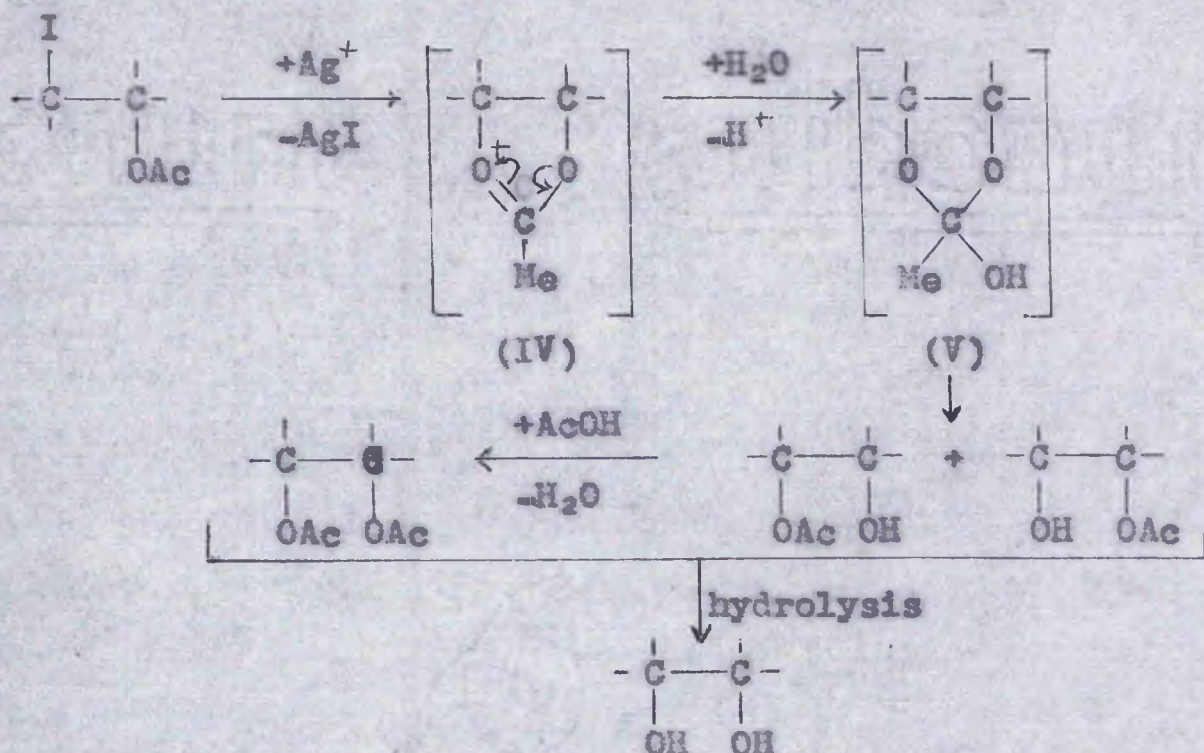 I
+Ag⁺ +H₂O
C C C C C C
-AgI -H⁺
OAc O + O O O
C C
Me Me OH
(IV) (V)
+AcOH
C C C C + C C
-H₂O
OAc OAc OAc OH OH OAc
hydrolysis
C C
OH OH